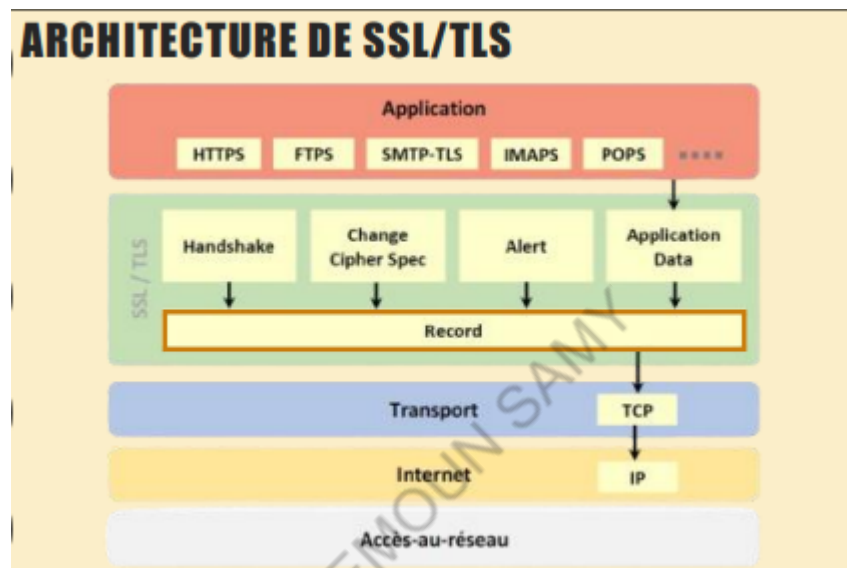 ARCHITECTURE DE SSL/TLS
Application
HTTPS FTPS SMTP-TLS IMAPS POPS
SSL / TLS
Handshake
Change
Cipher Spec
Alert
Application
Data
Record
Transport TCP
Internet IP
Accès-au-réseau
SAMY